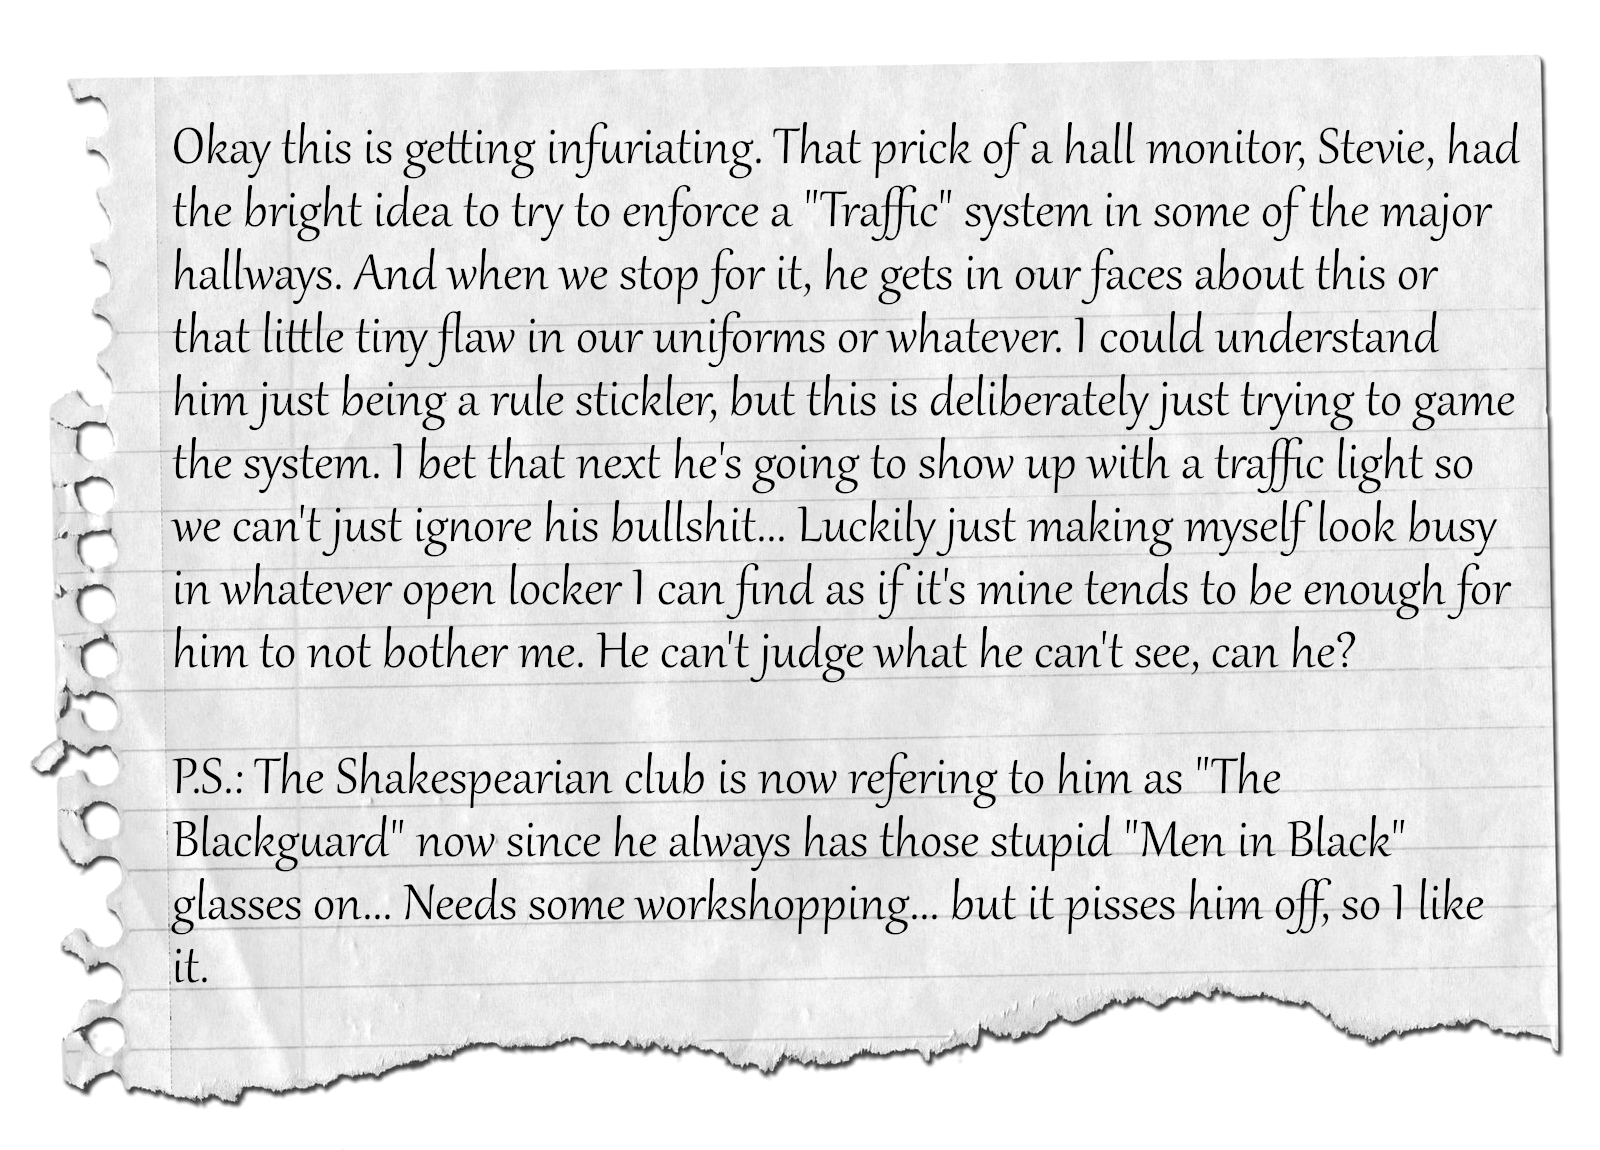 Okay this is getting infuriating. That prick of a hall monitor, Stevie, had
the bright idea to try to enforce a "Traffic" system in some of the major
hallways. And when we stop for it, he gets in our faces about this or
that little tiny flaw in our uniforms or whatever. I could understand
him just being a rule stickler, but this is deliberately just trying to game
the system. I bet that next he's going to show up with a traffic light so
we can't just ignore his bullshit... Luckily just making myself look busy
in whatever open locker I can find as if it's mine tends to be enough for
him to not bother me. He can't judge what he can't see, can he?
P.S.: The Shakespearian club is now refering to him as "The
Blackguard" now since he always has those stupid "Men in Black"
glasses on... Needs some workshopping... but it pisses him off, so I like
it.